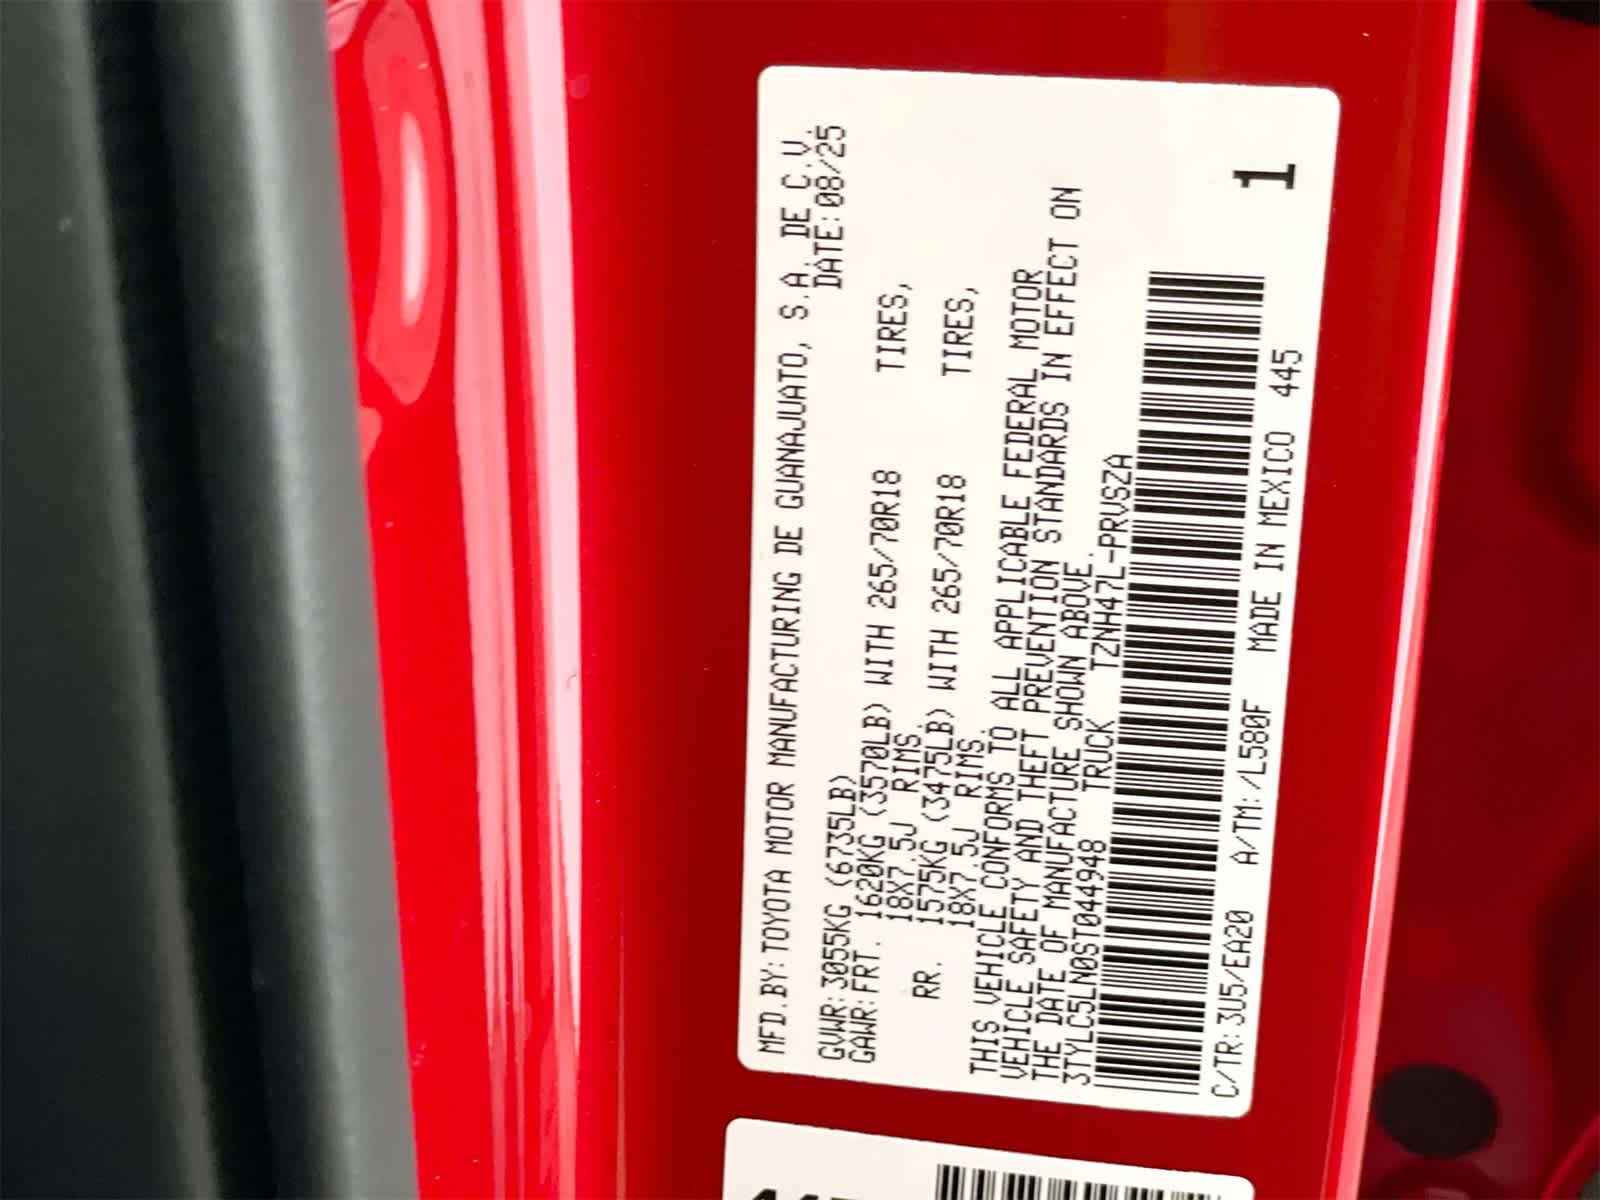 MFD.BY:TOYOTA MOTOR MANUFACTURING DE GUANAJUATO, S.A. DE C.V.
DATE:08/25
GVWR:3055KG (6735LB)
GAWR:FRT. 1620KG (3570LB) WITH 265/70R18 TIRES,
18X7.5J RIMS.
RR. 1575KG (3475LB) WITH 265/70R18 TIRES,
18X7.5J RIMS.
THIS VEHICLE CONFORMS TO ALL APPLICABLE FEDERAL MOTOR
VEHICLE SAFETY AND THEFT PREVENTION STANDARDS IN EFFECT ON
THE DATE OF MANUFACTURE SHOWN ABOVE.
3TYLC5LN0ST044948 TRUCK TZNH47L-PRVSZA
1
C/TR:3U5/EA20 A/TM:/L580F MADE IN MEXICO 445